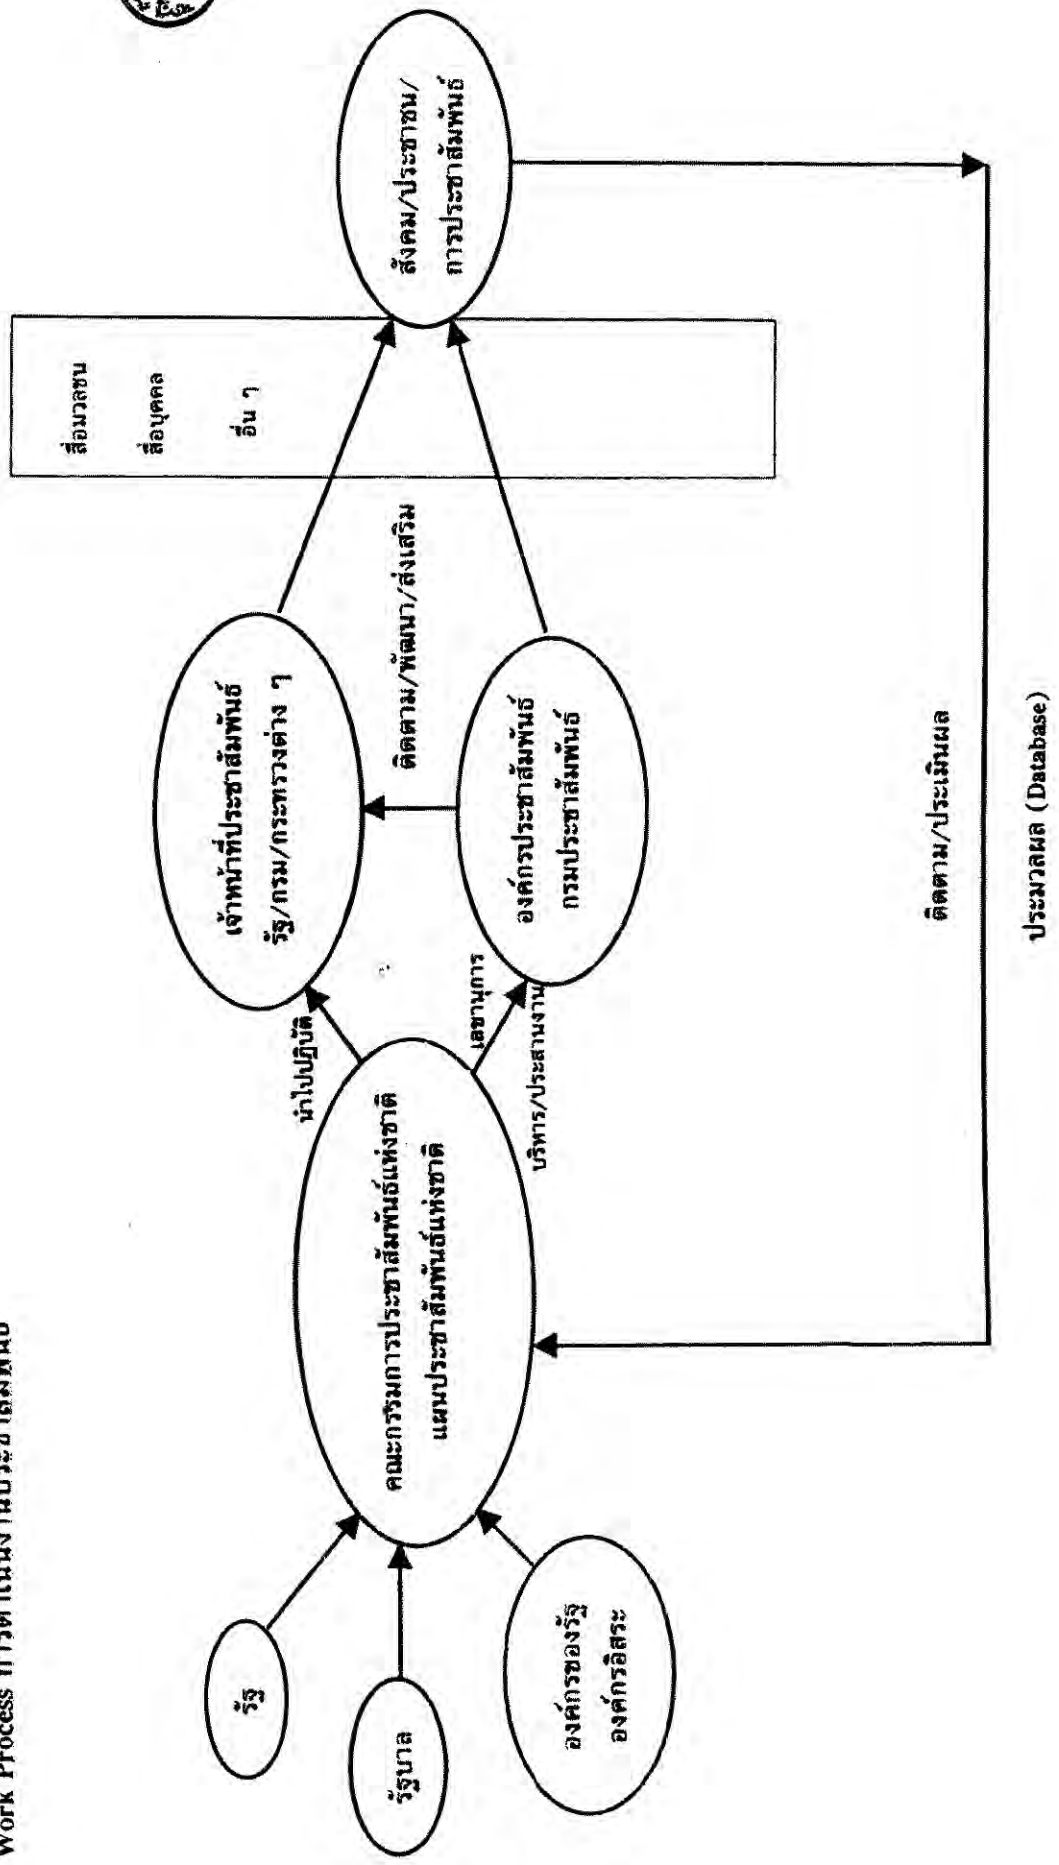 Work Process การดำเนินงานประชาสัมพันธ์
รัฐ
รัฐบาล
องค์กรของรัฐ
องค์กรอิสระ
คณะกรรมการประชาสัมพันธ์แห่งชาติ
แผนประชาสัมพันธ์แห่งชาติ
นำไปปฏิบัติ
เลขานุการ
บริหาร/ประสานงาน
เจ้าหน้าที่ประชาสัมพันธ์
รัฐ/กรม/กระทรวงต่าง ๆ
ติดตาม/พัฒนา/ส่งเสริม
องค์กรประชาสัมพันธ์
กรมประชาสัมพันธ์
สื่อมวลชน
สื่อบุคคล
อื่น ๆ
สังคม/ประชาชน/
การประชาสัมพันธ์
ติดตาม/ประเมินผล
ประมวลผล (Database)